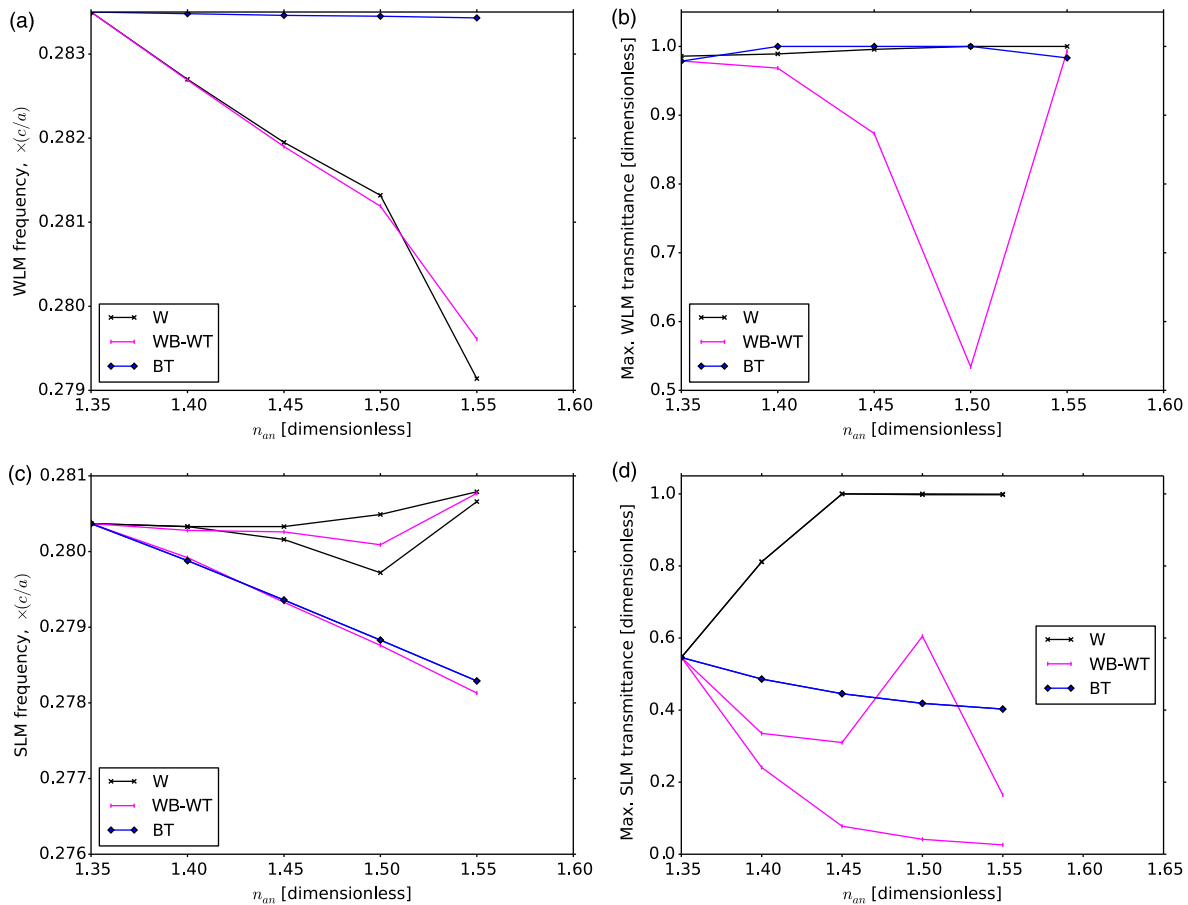 (a)
WLM frequency, ×(c/a)
0.283
0.282
0.281
0.280
0.279
W
WB-WT
BT
1.35 1.40 1.45 1.50 1.55 1.60
n_an [dimensionless]
(b)
Max. WLM transmittance [dimensionless]
1.0
0.9
0.8
0.7
0.6
0.5
W
WB-WT
BT
1.35 1.40 1.45 1.50 1.55 1.60
n_an [dimensionless]
(c)
SLM frequency, ×(c/a)
0.281
0.280
0.279
0.278
0.277
0.276
W
WB-WT
BT
1.35 1.40 1.45 1.50 1.55 1.60
n_an [dimensionless]
(d)
Max. SLM transmittance [dimensionless]
1.0
0.8
0.6
0.4
0.2
0.0
W
WB-WT
BT
1.35 1.40 1.45 1.50 1.55 1.60 1.65
n_an [dimensionless]